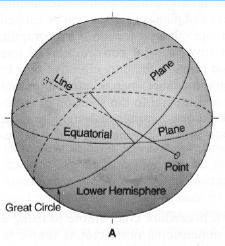 Plane
Line
Equatorial
Plane
Point
Lower Hemisphere
Great Circle
A